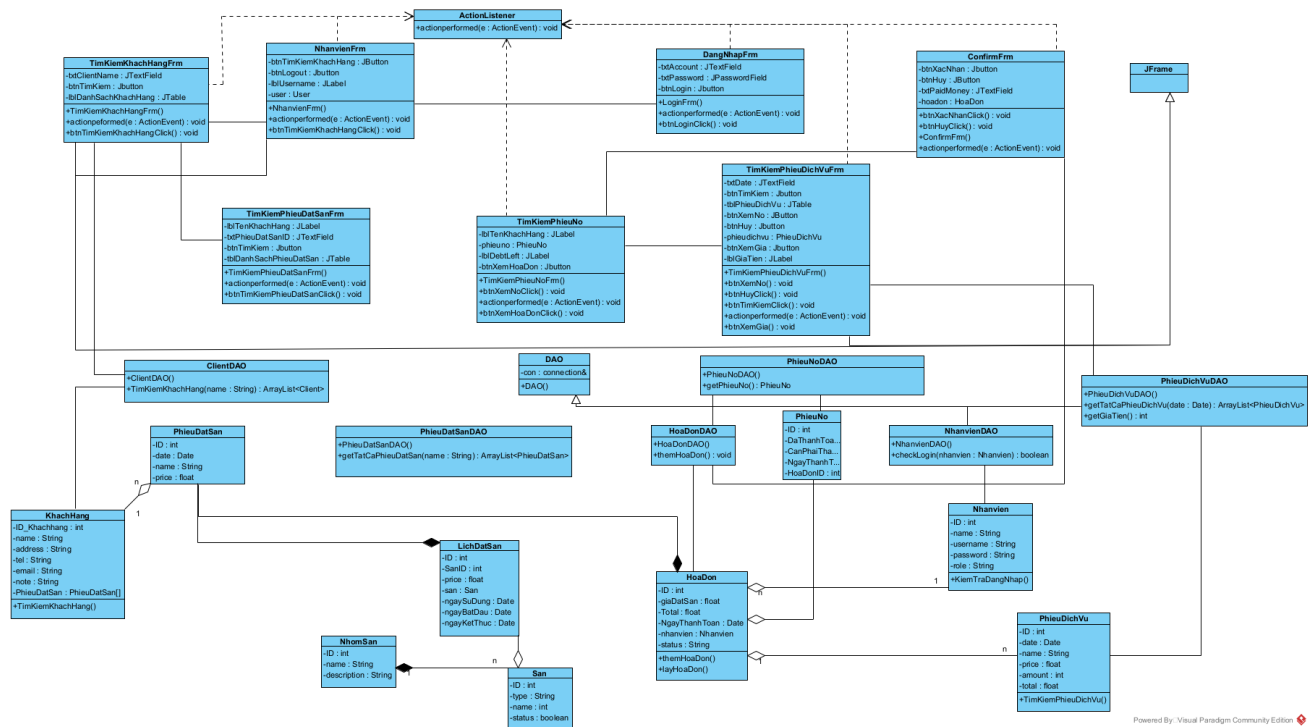 ActionListener
+actionperformed(e : ActionEvent) : void
TimKiemKhachHangFrm
-txtClientName : JTextField
-btnTimKiem : Jbutton
-lblDanhSachKhachHang : JTable
+TimKiemKhachHangFrm()
+actionpeformed(e : ActionEvent) : void
+btnTimKiemKhachHangClick() : void
NhanvienFrm
-btnTimKiemKhachHang : JButton
-btnLogout : Jbutton
-lblUsername : JLabel
-user : User
+NhanvienFrm()
+actionperformed(e : ActionEvent) : void
+btnTimKiemKhachHangClick() : void
DangNhapFrm
-txtAccount : JTextField
-txtPassword : JPasswordField
-btnLogin : Jbutton
+LoginFrm()
+actionperformed(e : ActionEvent) : void
+btnLoginClick() : void
ConfirmFrm
-btnXacNhan : Jbutton
-btnHuy : JButton
-txtPaidMoney : JTextField
-hoadon : HoaDon
+btnXacNhanClick() : void
+btnHuyClick() : void
+ConfirmFrm()
+actionperformed(e : ActionEvent) : void
JFrame
TimKiemPhieuDatSanFrm
-lblTenKhachHang : JLabel
-txtPhieuDatSanID : JTextField
-btnTimKiem : Jbutton
-tblDanhSachPhieuDatSan : JTable
+TimKiemPhieuDatSanFrm()
+actionperformed(e : ActionEvent) : void
+btnTimKiemPhieuDatSanClick() : void
TimKiemPhieuNo
-lblTenKhachHang : JLabel
-phieuno : PhieuNo
-lblDebtLeft : JLabel
-btnXemHoaDon : Jbutton
+TimKiemPhieuNoFrm()
+btnXemNoClick() : void
+actionperformed(e : ActionEvent) : void
+btnXemHoaDonClick() : void
TimKiemPhieuDichVuFrm
-txtDate : JTextField
-btnTimKiem : Jbutton
-tblPhieuDichVu : JTable
-btnXemNo : JButton
-btnHuy : Jbutton
-phieudichvu : PhieuDichVu
-btnXemGia : Jbutton
-lblGiaTien : JLabel
+TimKiemPhieuDichVuFrm()
+btnXemNo() : void
+btnHuyClick() : void
+btnTimKiemClick() : void
+actionperformed(e : ActionEvent) : void
+btnXemGia() : void
ClientDAO
+ClientDAO()
+TimKiemKhachHang(name : String) : ArrayList<Client>
DAO
-con : connection&
+DAO()
PhieuNoDAO
+PhieuNoDAO()
+getPhieuNo() : PhieuNo
PhieuDichVuDAO
+PhieuDichVuDAO()
+getTatCaPhieuDichVu(date : Date) : ArrayList<PhieuDichVu>
+getGiaTien() : int
PhieuDatSan
-ID : int
-date : Date
-name : String
-price : float
PhieuDatSanDAO
+PhieuDatSanDAO()
+getTatCaPhieuDatSan(name : String) : ArrayList<PhieuDatSan>
HoaDonDAO
+HoaDonDAO()
+themHoaDon() : void
PhieuNo
-ID : int
-DaThanhToa...
-CanPhaiTha...
-NgayThanhT...
-HoaDonID : int
NhanvienDAO
+NhanvienDAO()
+checkLogin(nhanvien : Nhanvien) : boolean
n
1
KhachHang
-ID_Khachhang : int
-name : String
-address : String
-tel : String
-email : String
-note : String
-PhieuDatSan : PhieuDatSan[]
+TimKiemKhachHang()
LichDatSan
-ID : int
-SanID : int
-price : float
-san : San
-ngaySuDung : Date
-ngayBatDau : Date
-ngayKetThuc : Date
Nhanvien
-ID : int
-name : String
-username : String
-password : String
-role : String
+KiemTraDangNhap()
HoaDon
-ID : int
-giaDatSan : float
-Total : float
-NgayThanhToan : Date
-nhanvien : Nhanvien
-status : String
+themHoaDon()
+layHoaDon()
n
1
1
n
PhieuDichVu
-ID : int
-date : Date
-name : String
-price : float
-amount : int
-total : float
+TimKiemPhieuDichVu()
NhomSan
-ID : int
-name : String
-description : String
1
n
San
-ID : int
-type : String
-name : int
-status : boolean
Powered By: Visual Paradigm Community Edition